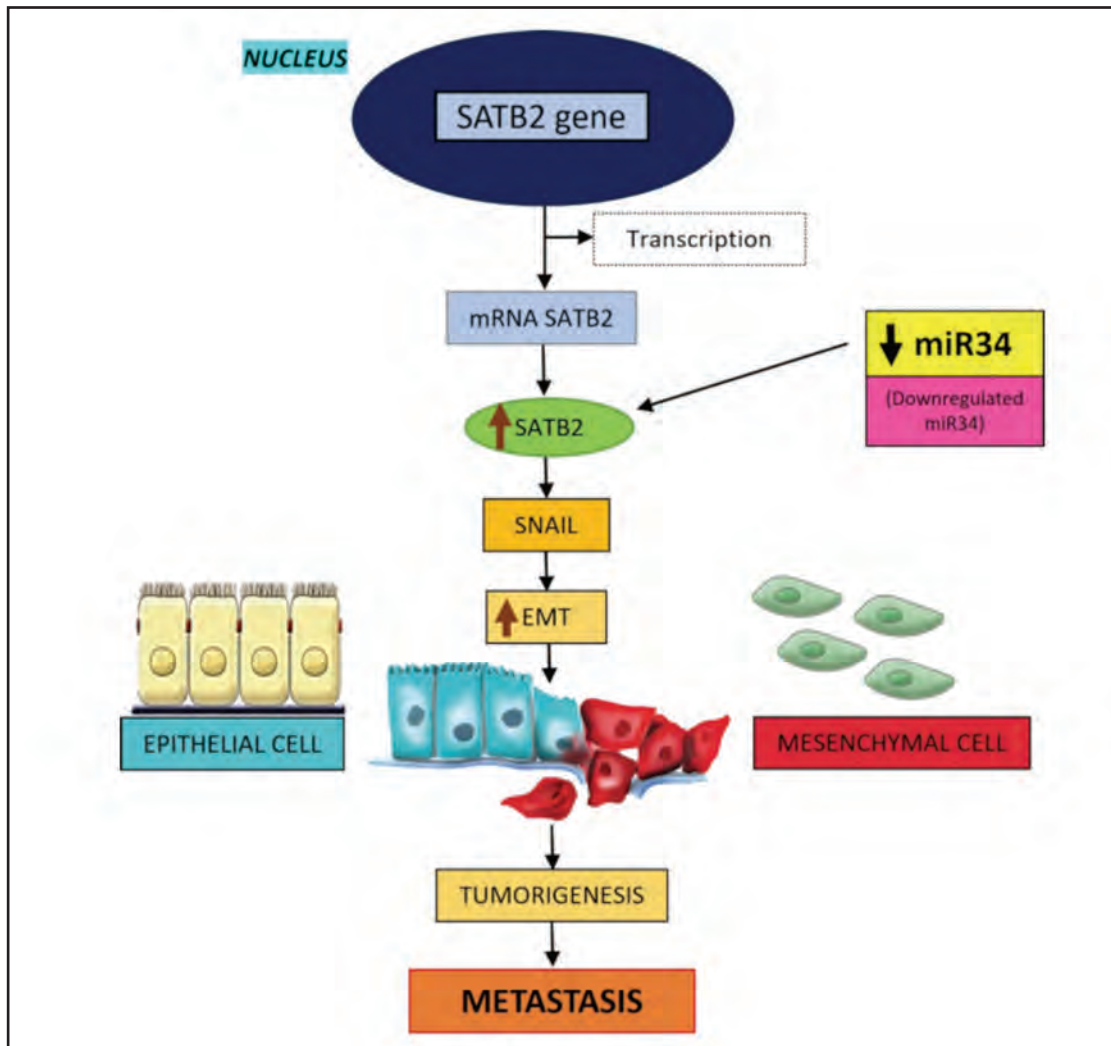 NUCLEUS
SATB2 gene
Transcription
mRNA SATB2
miR34
(Downregulated
miR34)
SATB2
SNAIL
EMT
EPITHELIAL CELL
MESENCHYMAL CELL
TUMORIGENESIS
METASTASIS